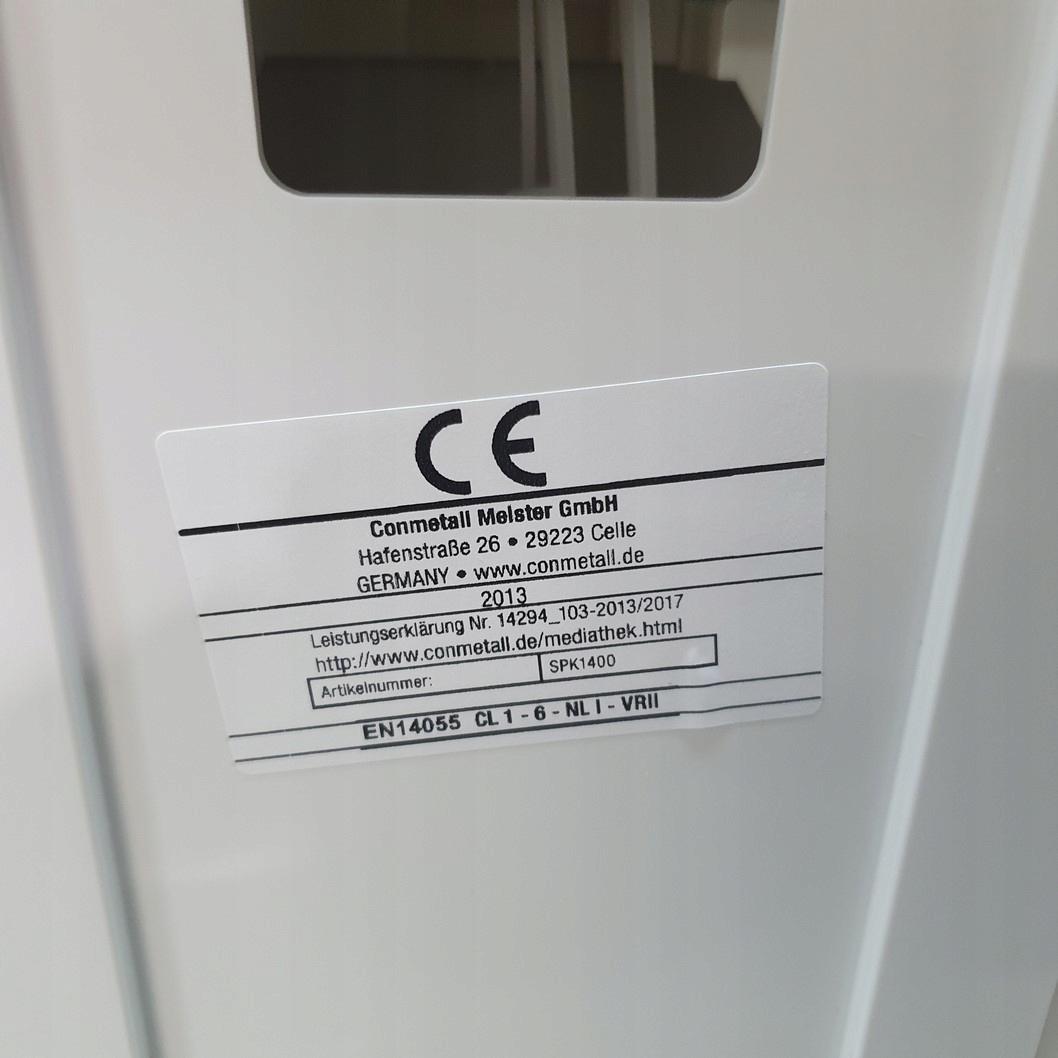 CE
Conmetall Meister GmbH
Hafenstraße 26 • 29223 Celle
GERMANY • www.conmetall.de
2013
Leistungserklärung Nr. 14294_103-2013/2017
http://www.conmetall.de/mediathek.html
Artikelnummer: SPK1400
EN14055 CL 1 - 6 - NL I - VRII